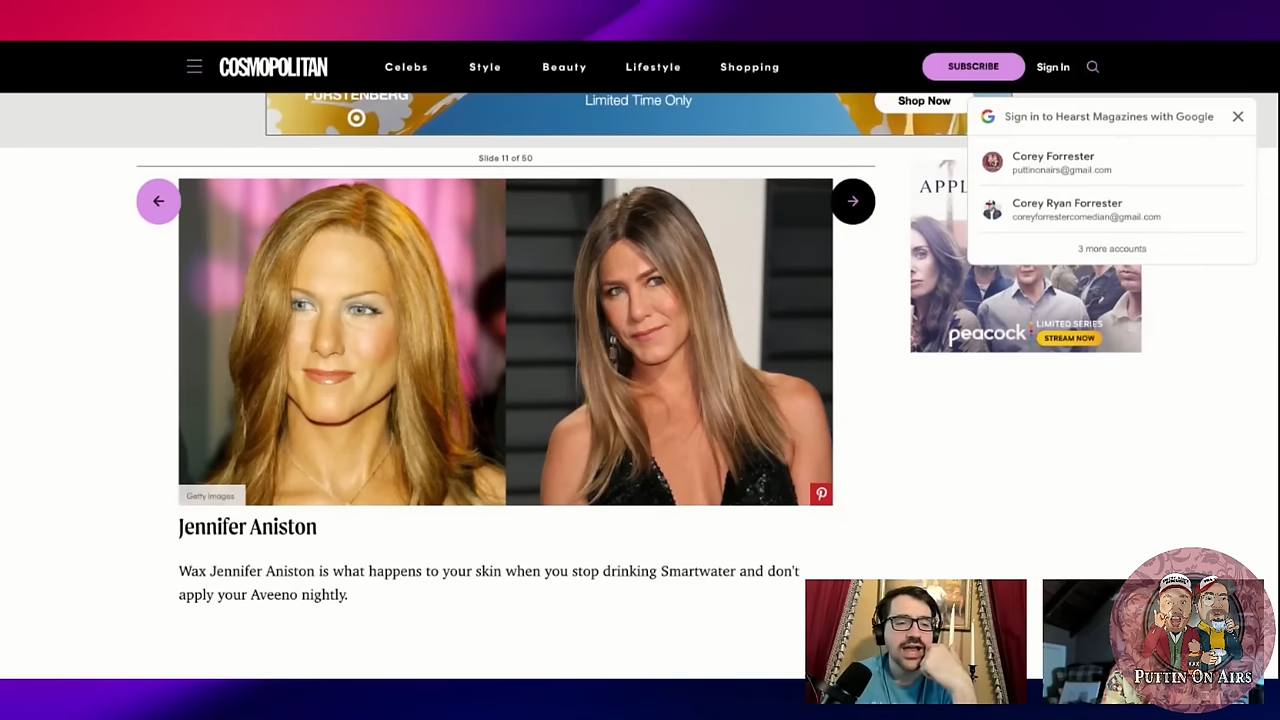 COSMOPOLITAN
Celebs
Style
Beauty
Lifestyle
Shopping
SUBSCRIBE
Sign In
FURSTENBERG
Limited Time Only
Shop Now
Sign in to Hearst Magazines with Google
Corey Forrester
puttinonairs@gmail.com
Corey Ryan Forrester
coreyforrestercomedian@gmail.com
3 more accounts
Slide 11 of 50
APPL
peacock
LIMITED SERIES
STREAM NOW
Getty Images
Jennifer Aniston
Wax Jennifer Aniston is what happens to your skin when you stop drinking Smartwater and don't
apply your Aveeno nightly.
PUTTIN ON AIRS